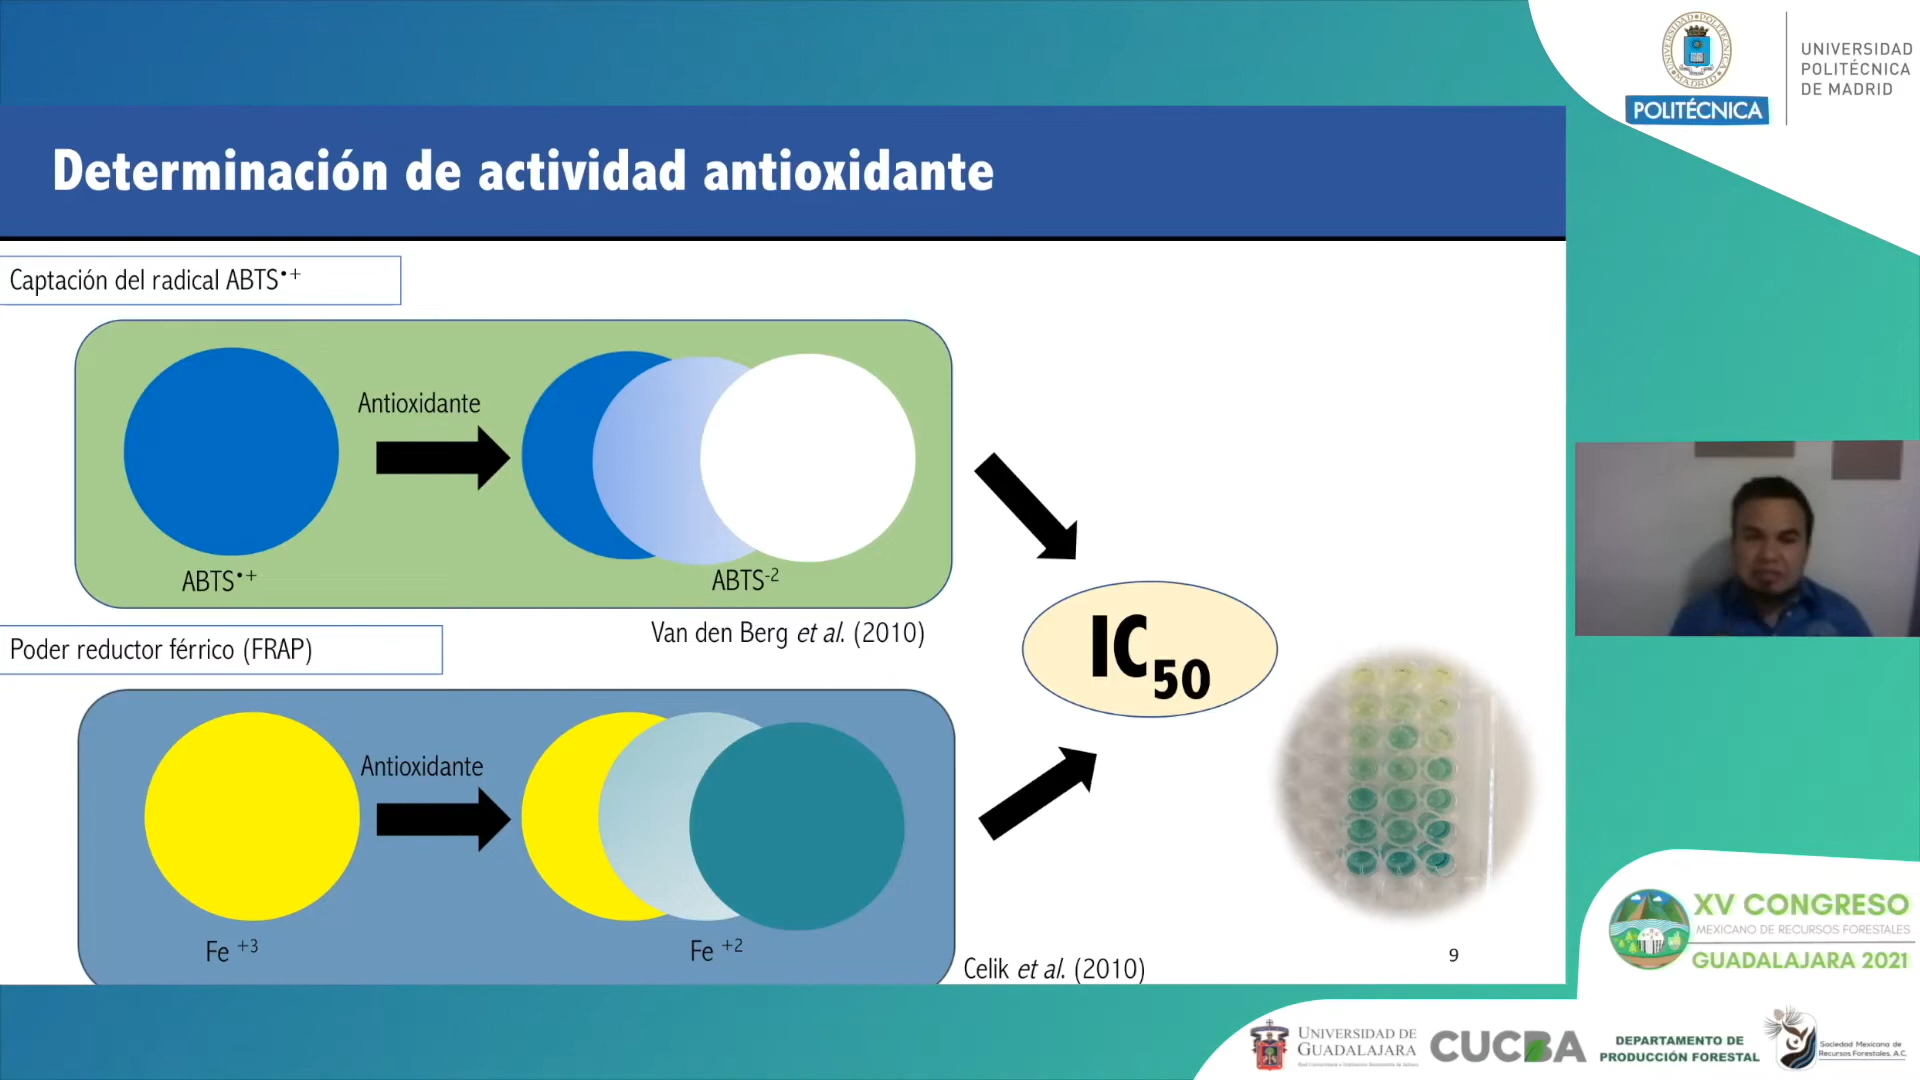 UNIVERSIDAD
POLITÉCNICA
DE MADRID
POLITÉCNICA
Determinación de actividad antioxidante
Captación del radical ABTS•+
Antioxidante
ABTS•+
ABTS-2
Van den Berg et al. (2010)
Poder reductor férrico (FRAP)
IC50
Antioxidante
Fe +3
Fe +2
Celik et al. (2010)
9
XV CONGRESO
MEXICANO DE RECURSOS FORESTALES
GUADALAJARA 2021
UNIVERSIDAD DE
GUADALAJARA
CUCBA
DEPARTAMENTO DE
PRODUCCIÓN FORESTAL
Sociedad Mexicana de
Recursos Forestales, A.C.